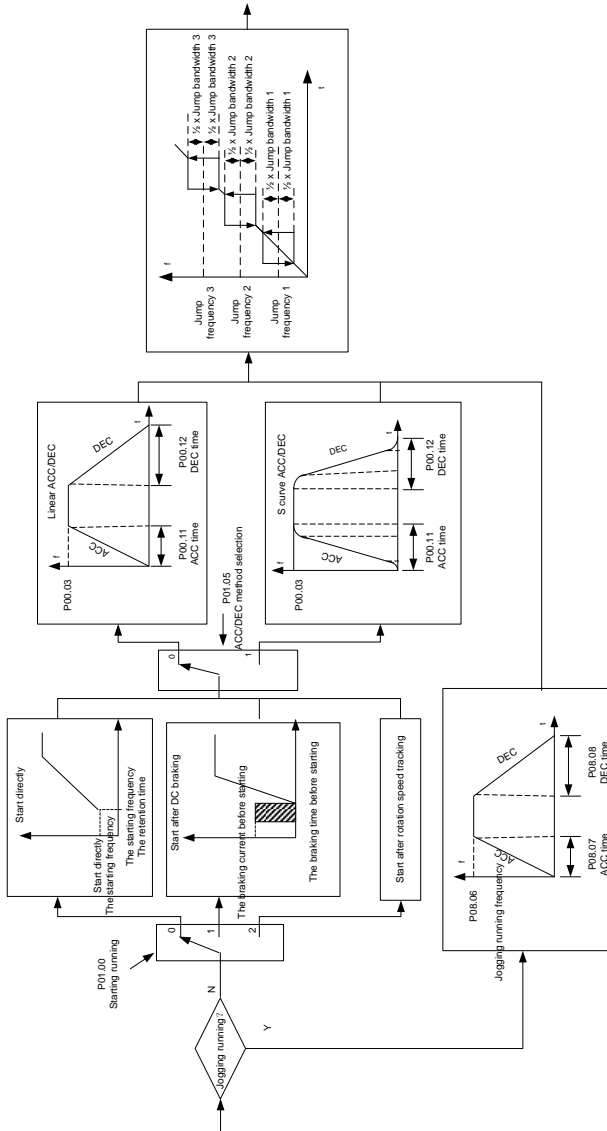 Jogging running?
N
Y
P01.00
Starting running
0
1
2
Start directly
Start directly
The starting frequency
The starting frequency
The retention time
Start after DC braking
The braking current before starting
The braking time before starting
Start after rotation speed tracking
P08.06
Jogging running frequency
f
t
ACC
DEC
P08.07
ACC time
P08.08
DEC time
0
1
P01.05
ACC/DEC method selection
Linear ACC/DEC
P00.03
f
t
ACC
DEC
P00.11
ACC time
P00.12
DEC time
S curve ACC/DEC
P00.03
f
t
ACC
DEC
P00.11
ACC time
P00.12
DEC time
f
t
Jump
frequency 3
Jump
frequency 2
Jump
frequency 1
½ x Jump bandwidth 3
½ x Jump bandwidth 3
½ x Jump bandwidth 2
½ x Jump bandwidth 2
½ x Jump bandwidth 1
½ x Jump bandwidth 1